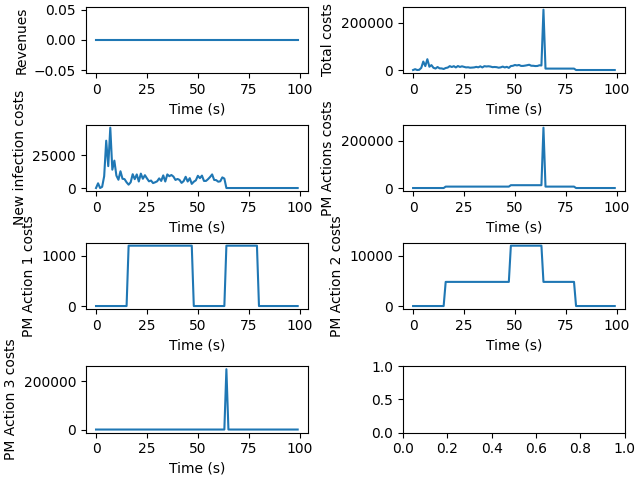 Revenues
0.05
0.00
−0.05
0 25 50 75 100
Time (s)
Total costs
200000
0
0 25 50 75 100
Time (s)
New infection costs
25000
0
0 25 50 75 100
Time (s)
PM Actions costs
200000
0
0 25 50 75 100
Time (s)
PM Action 1 costs
1000
0
0 25 50 75 100
Time (s)
PM Action 2 costs
10000
0
0 25 50 75 100
Time (s)
PM Action 3 costs
200000
0
0 25 50 75 100
Time (s)
1.0
0.5
0.0
0.0 0.2 0.4 0.6 0.8 1.0